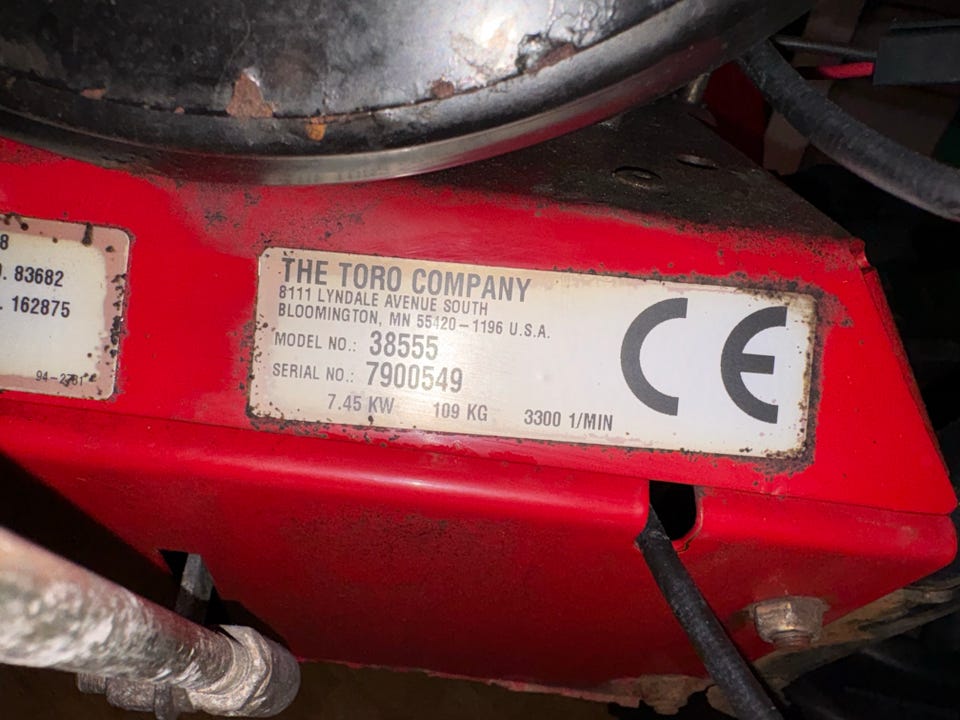 8
. 83682
. 162875
THE TORO COMPANY
8111 LYNDALE AVENUE SOUTH
BLOOMINGTON, MN 55420-1196 U.S.A.
MODEL NO.: 38555
SERIAL NO.: 7900549
7.45 KW 109 KG 3300 1/MIN
CE